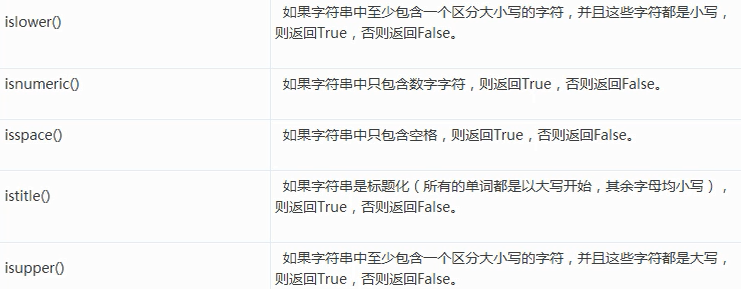 islower()
如果字符串中至少包含一个区分大小写的字符，并且这些字符都是小写，
则返回True，否则返回False。
isnumeric()
如果字符串中只包含数字字符，则返回True，否则返回False。
isspace()
如果字符串中只包含空格，则返回True，否则返回False。
istitle()
如果字符串是标题化（所有的单词都是以大写开始，其余字母均小写），
则返回True，否则返回False。
isupper()
如果字符串中至少包含一个区分大小写的字符，并且这些字符都是大写，
则返回True，否则返回False。